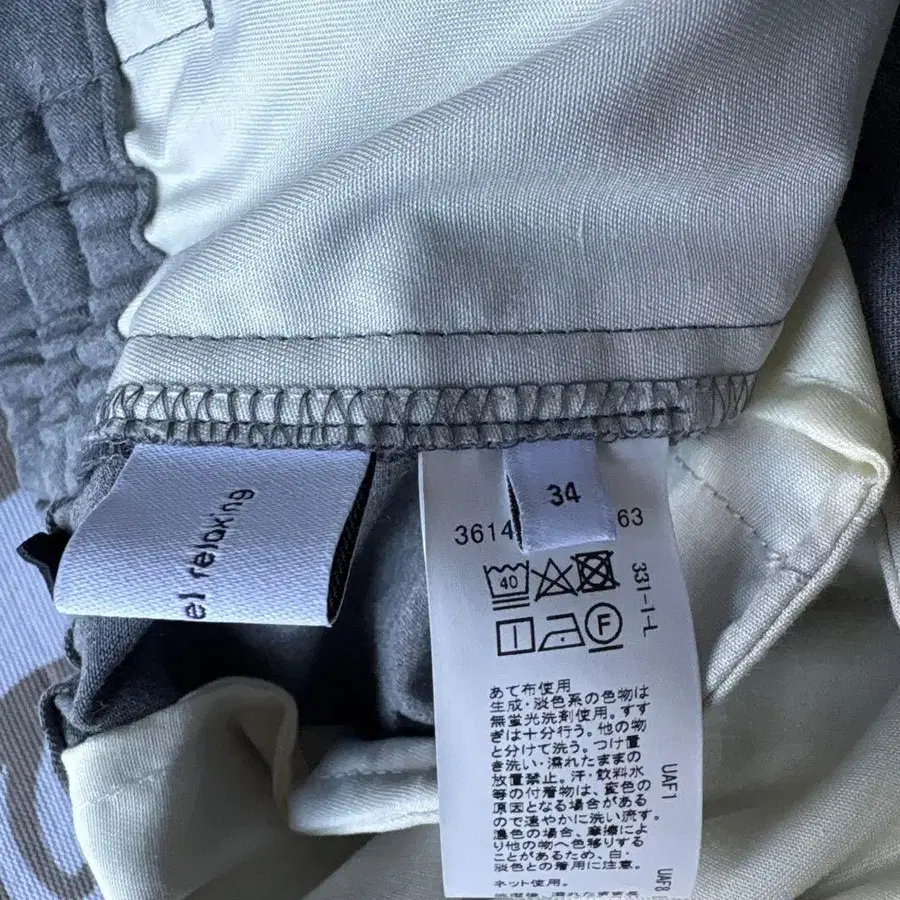 el relaxing
34
3614
63
40
F
331-1-L
あて布使用
生成・淡色系の色物は
無蛍光洗剤使用。すす
ぎは十分行う。他の物
と分けて洗う。つけ置
き洗い・濡れたままの
放置禁止。汗・飲料水
等の付着物は、変色の
原因となる場合がある
ので速やかに洗い流す。
濃色の場合、摩擦によ
り他の物へ色移りする
ことがあるため、白・
淡色との着用に注意。
ネット使用。
UAF1
UAF8